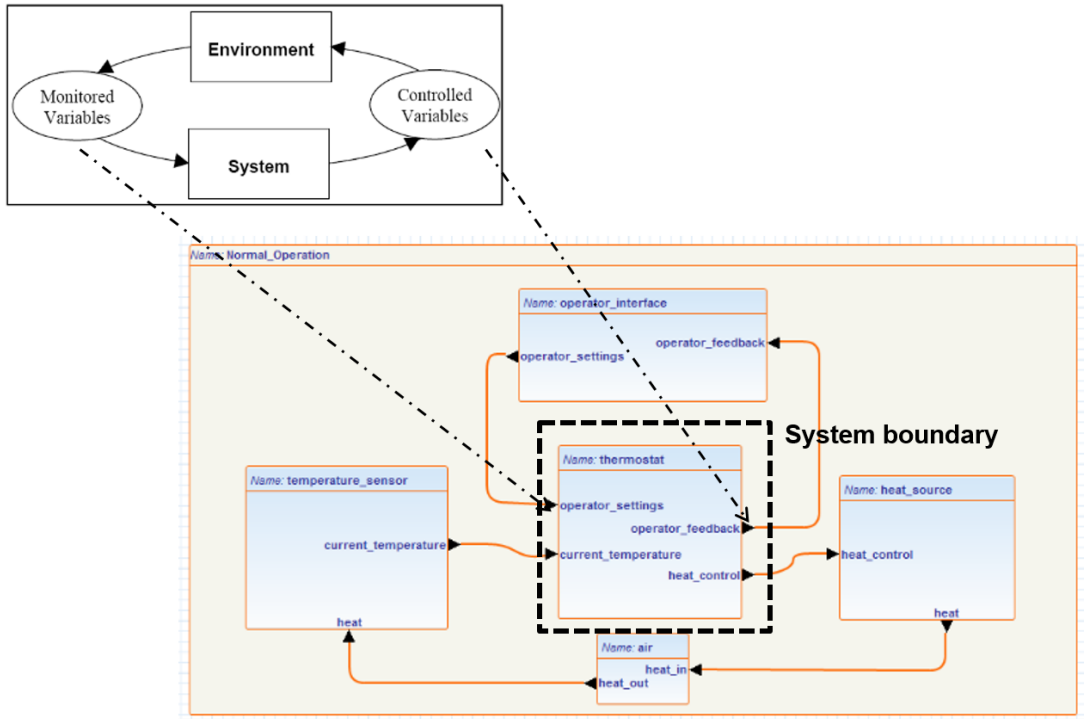 Environment
Monitored
Variables
Controlled
Variables
System
Name: Normal_Operation
Name: operator_interface
operator_feedback
operator_settings
System boundary
Name: thermostat
Name: temperature_sensor
Name: heat_source
operator_settings
operator_feedback
current_temperature
current_temperature
heat_control
heat_control
heat
heat
Name: air
heat_in
heat_out